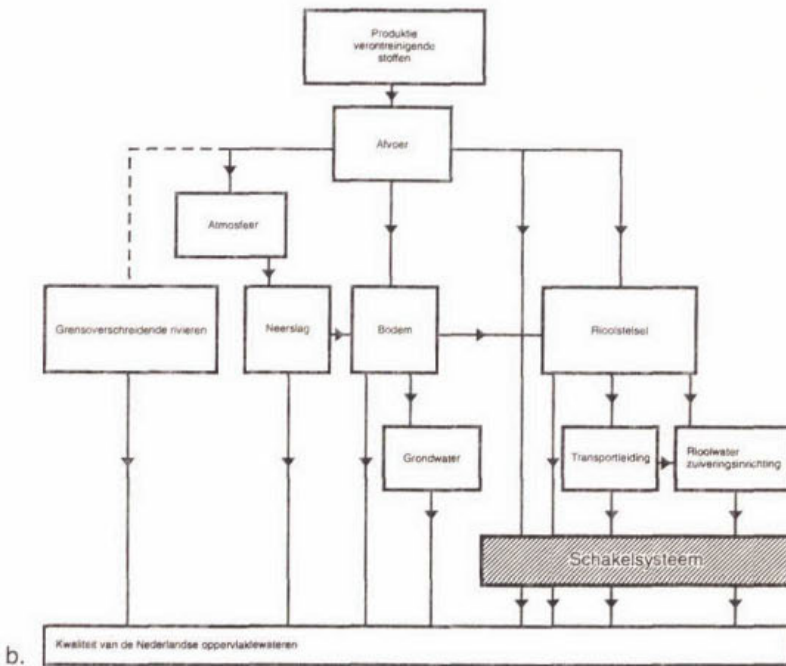 Produktie
verontreinigende
stoffen
Afvoer
Atmosfeer
Grensoverschreidende rivieren
Neerslag
Bodem
Rioolstelsel
Grondwater
Transportleiding
Rioolwater
zuiveringsinrichting
Schakelsysteem
Kwaliteit van de Nederlandse oppervlaktewateren
b.